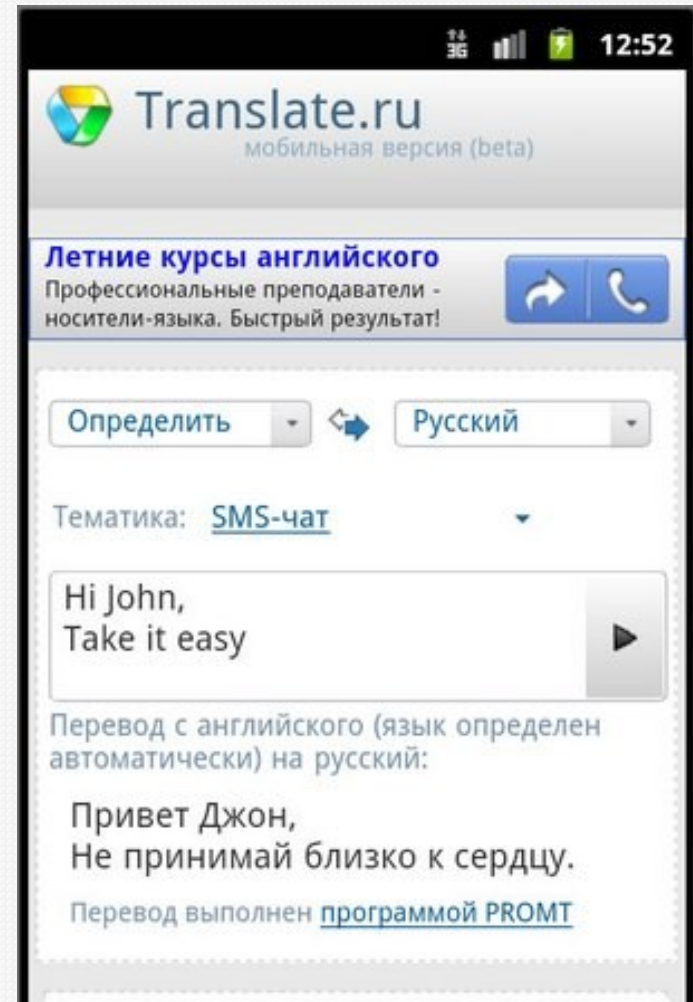 3G 12:52
Translate.ru
мобильная версия (beta)
Летние курсы английского
Профессиональные преподаватели -
носители-языка. Быстрый результат!
Определить Русский
Тематика: SMS-чат
Hi John,
Take it easy
Перевод с английского (язык определен
автоматически) на русский:
Привет Джон,
Не принимай близко к сердцу.
Перевод выполнен программой PROMT